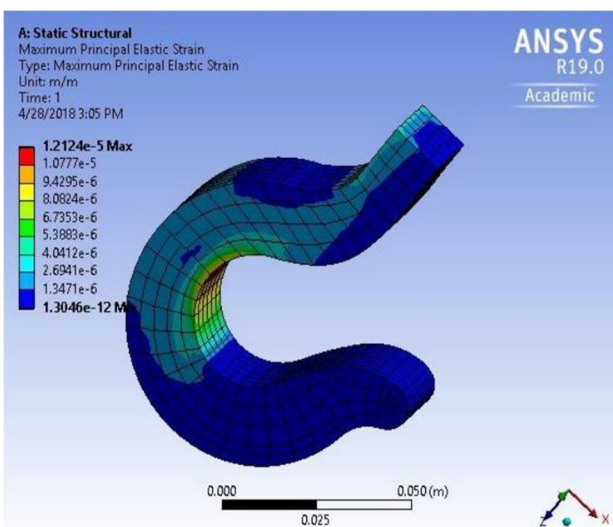 A: Static Structural
Maximum Principal Elastic Strain
Type: Maximum Principal Elastic Strain
Unit: m/m
Time: 1
4/28/2018 3:05 PM
ANSYS
R19.0
Academic
1.2124e-5 Max
1.0777e-5
9.4295e-6
8.0824e-6
6.7353e-6
5.3883e-6
4.0412e-6
2.6941e-6
1.3471e-6
1.3046e-12 M
0.000
0.050 (m)
0.025
Z
X